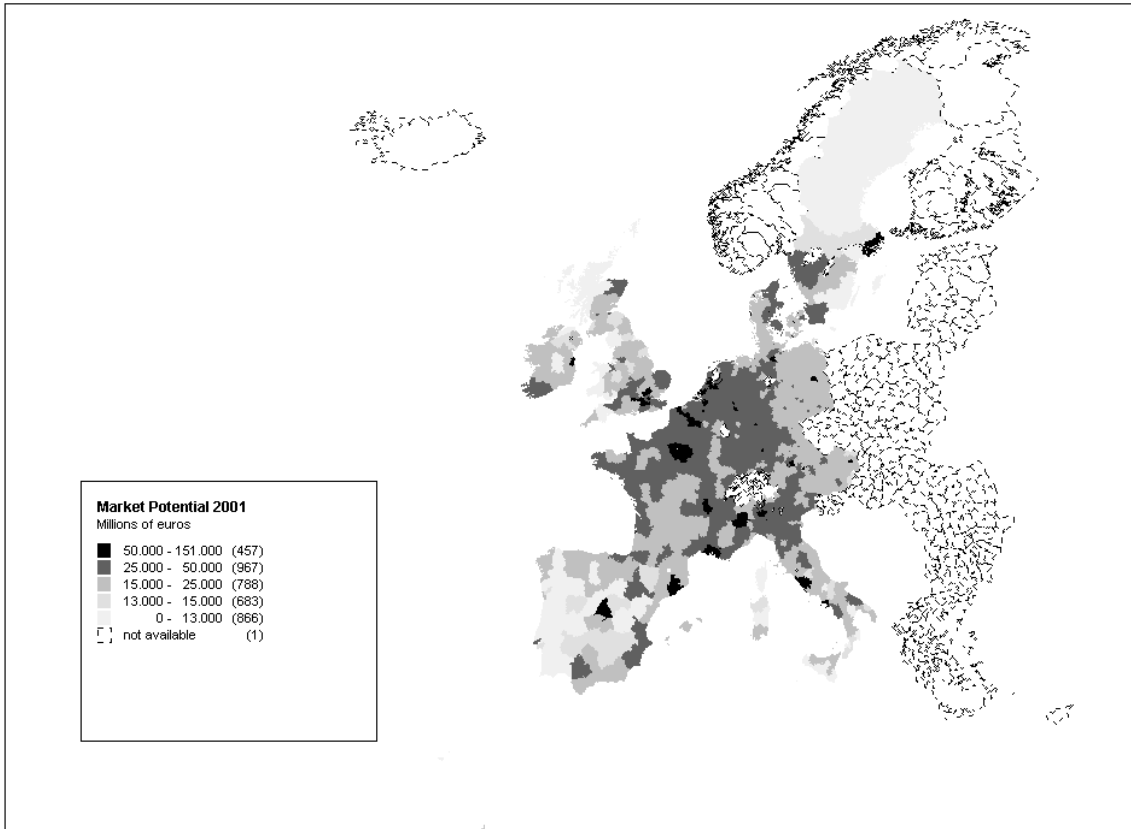 Market Potential 2001
Millions of euros
50.000 - 151.000 (457)
25.000 - 50.000 (967)
15.000 - 25.000 (788)
13.000 - 15.000 (683)
0 - 13.000 (866)
not available (1)